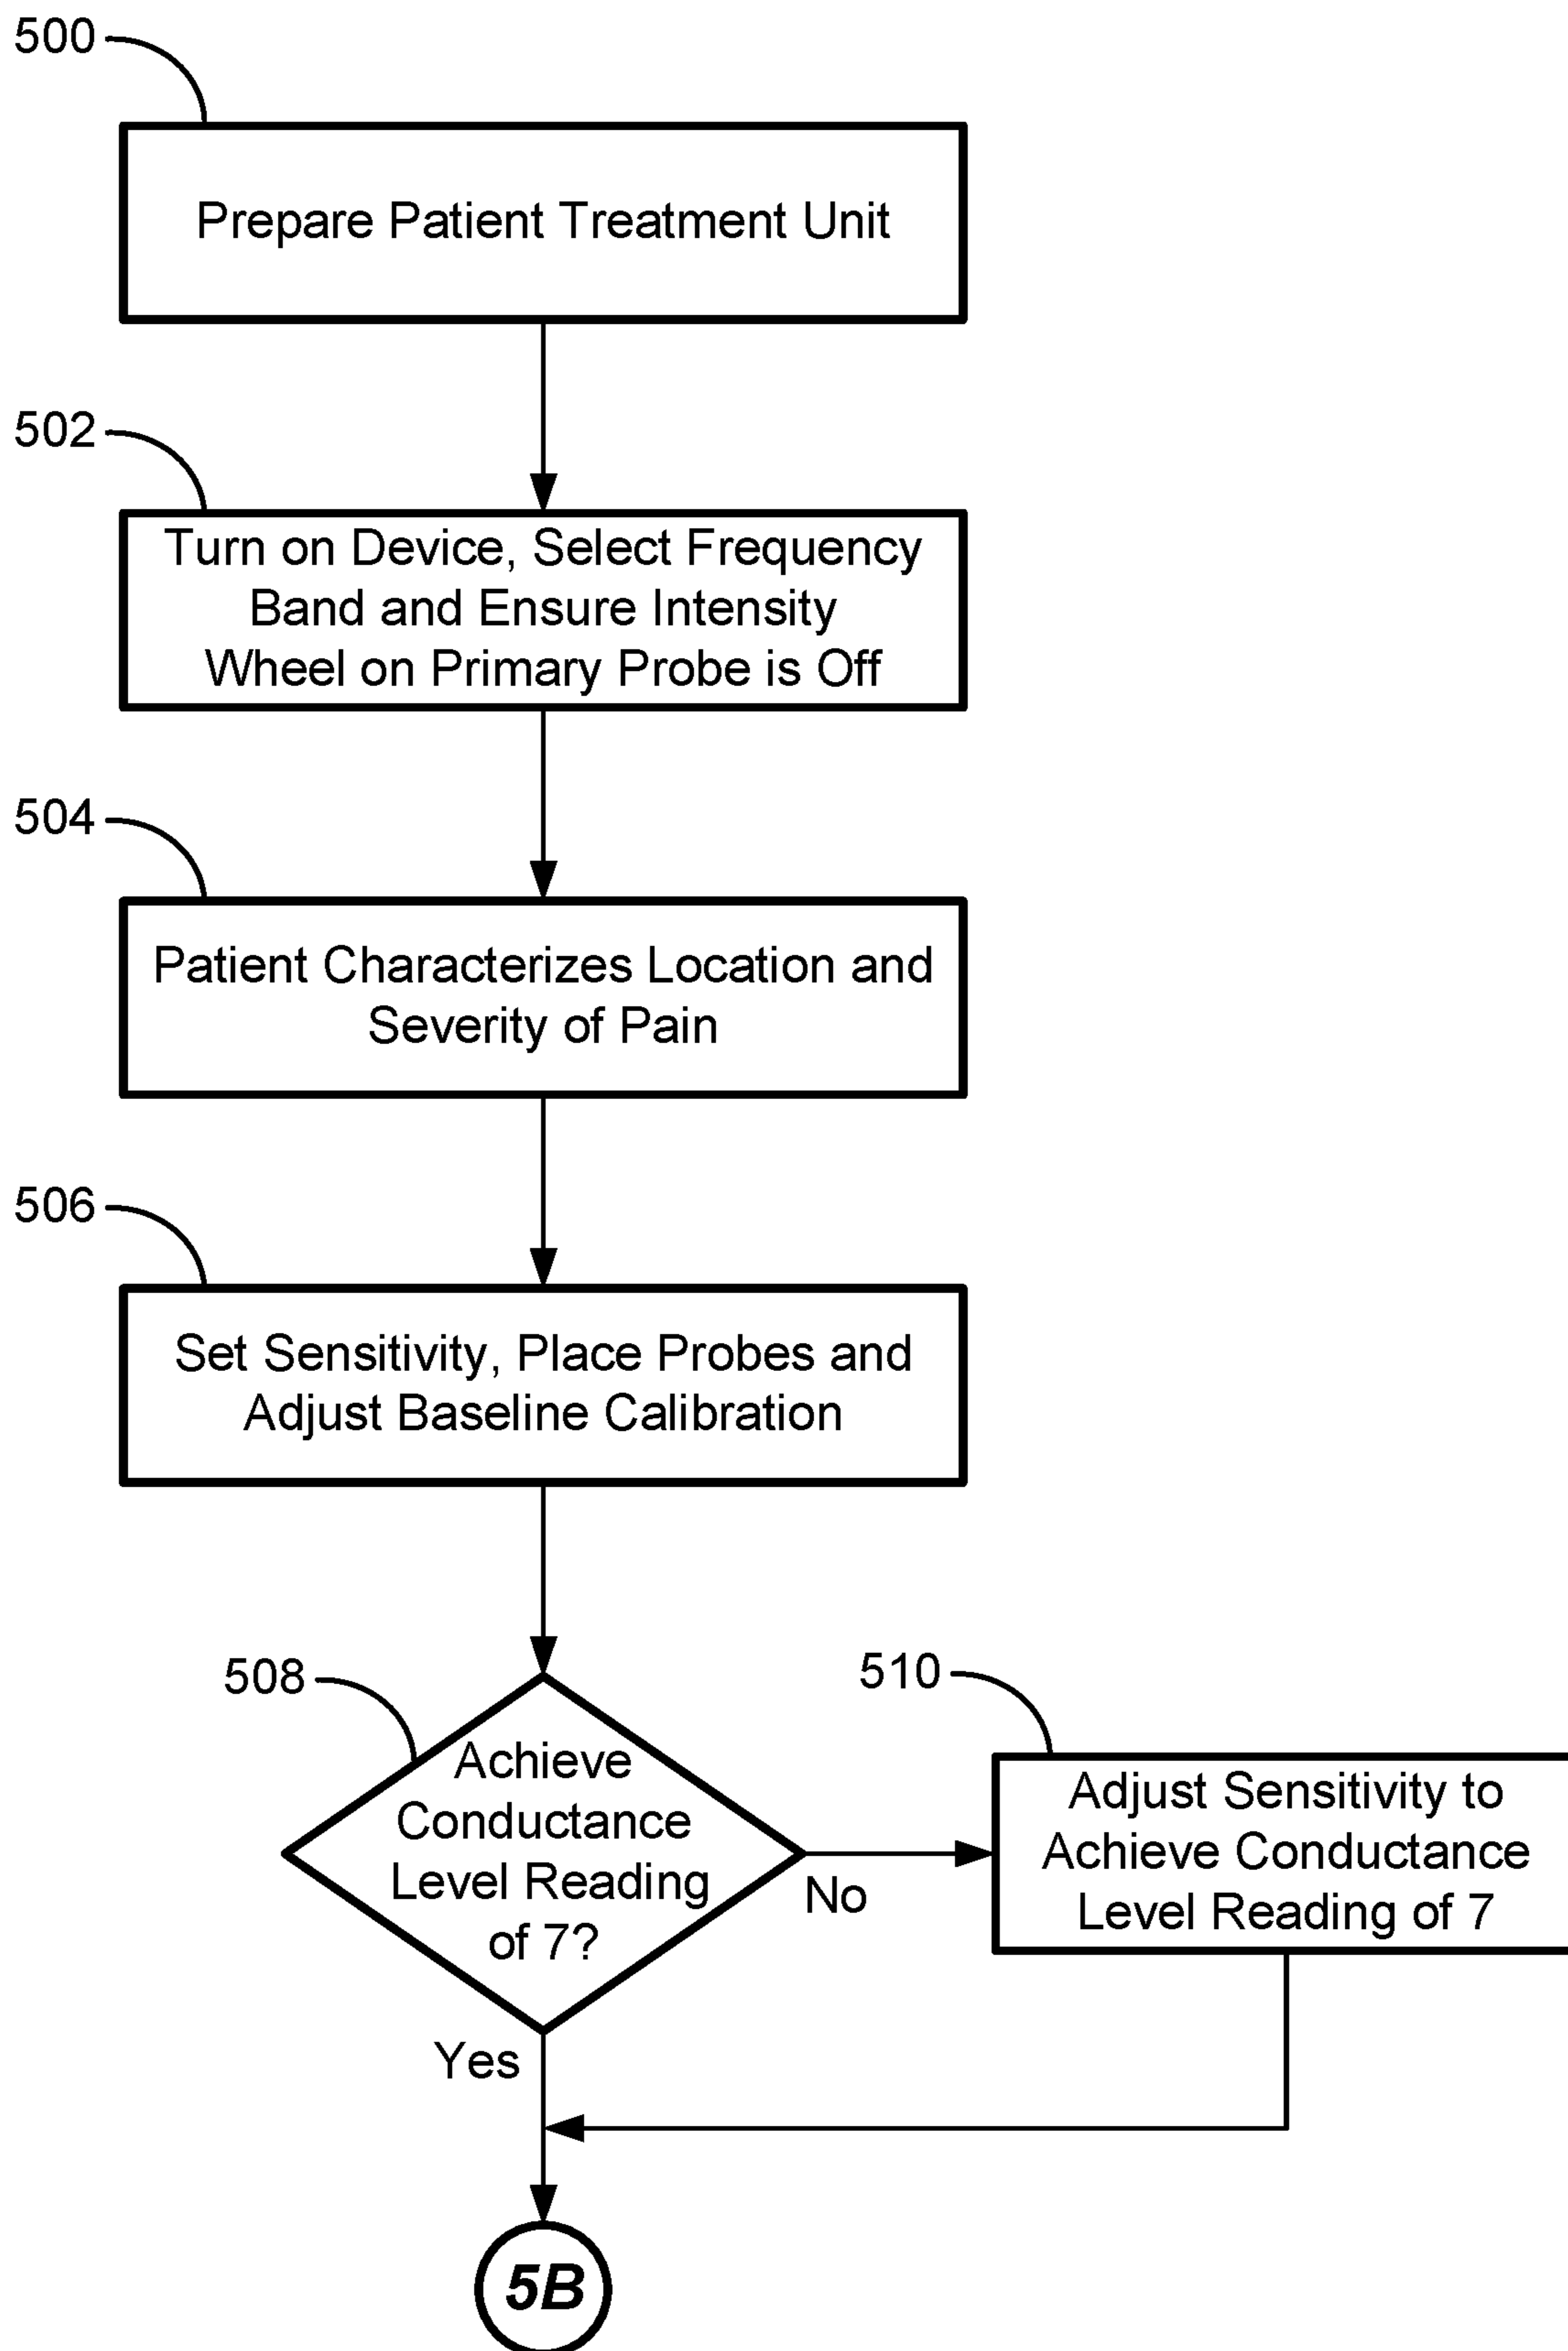 500
Prepare Patient Treatment Unit
502
Turn on Device, Select Frequency
Band and Ensure Intensity
Wheel on Primary Probe is Off
504
Patient Characterizes Location and
Severity of Pain
506
Set Sensitivity, Place Probes and
Adjust Baseline Calibration
508
Achieve
Conductance
Level Reading
of 7?
No
510
Adjust Sensitivity to
Achieve Conductance
Level Reading of 7
Yes
5B